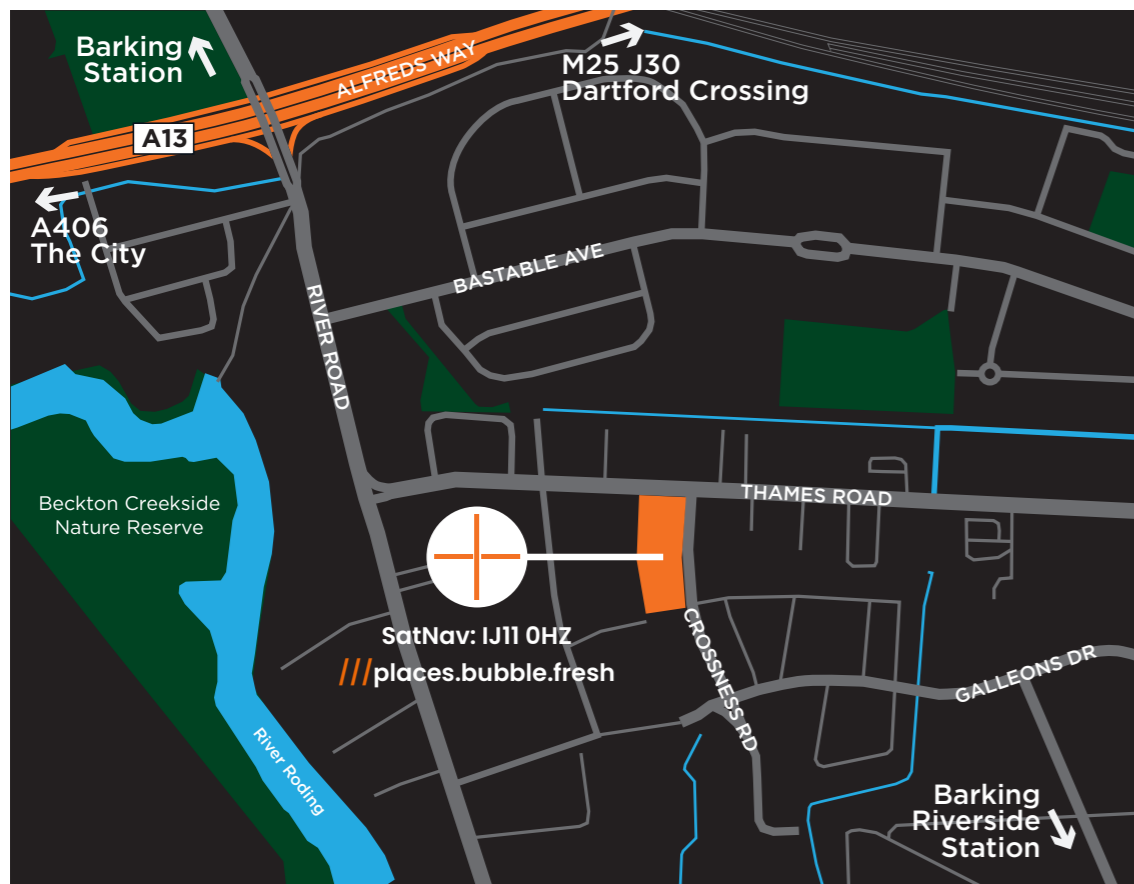 Barking
Station
ALFREDS WAY
M25 J30
Dartford Crossing
A13
A406
The City
BASTABLE AVE
RIVER ROAD
Beckton Creekside
Nature Reserve
THAMES ROAD
SatNav: IJ11 0HZ
///places.bubble.fresh
CROSSNESS RD
GALLEONS DR
River Roding
Barking
Riverside
Station